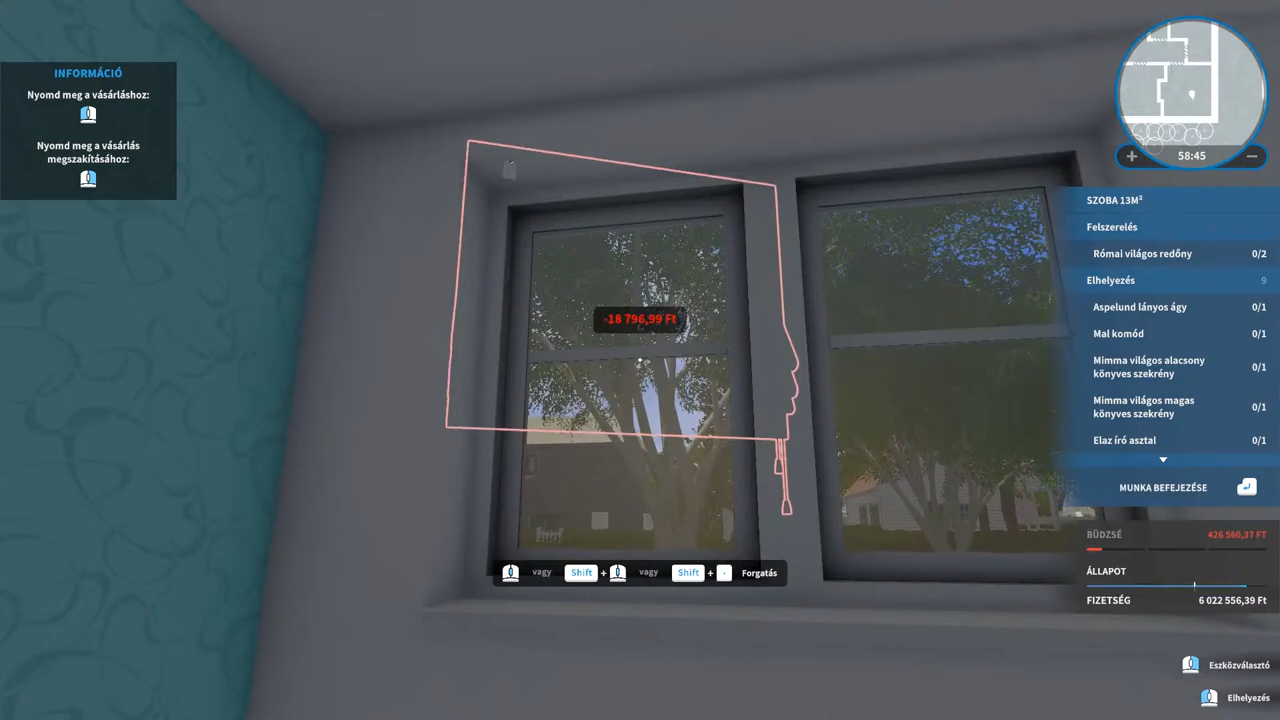 INFORMÁCIÓ
Nyomd meg a vásárláshoz:
Nyomd meg a vásárlás
megszakításához:
-18 796,99 Ft
vagy Shift + vagy Shift + · Forgatás
58:45
SZOBA 13M²
Felszerelés
Római világos redőny 0/2
Elhelyezés 9
Aspelund lányos ágy 0/1
Mal komód 0/1
Mimma világos alacsony
könyves szekrény 0/1
Mimma világos magas
könyves szekrény 0/1
Elaz író asztal 0/1
MUNKA BEFEJEZÉSE
BÜDZSÉ 426 560,37 FT
ÁLLAPOT
FIZETSÉG 6 022 556,39 Ft
Eszközválasztó
Elhelyezés